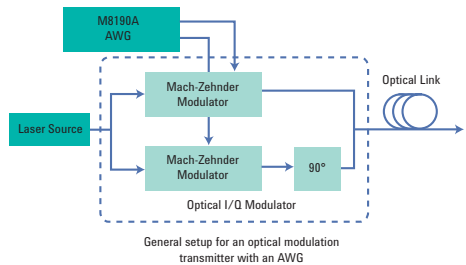 M8190A
AWG
Optical Link
Mach-Zehnder
Modulator
Laser Source
Mach-Zehnder
Modulator
90°
Optical I/Q Modulator
General setup for an optical modulation
transmitter with an AWG